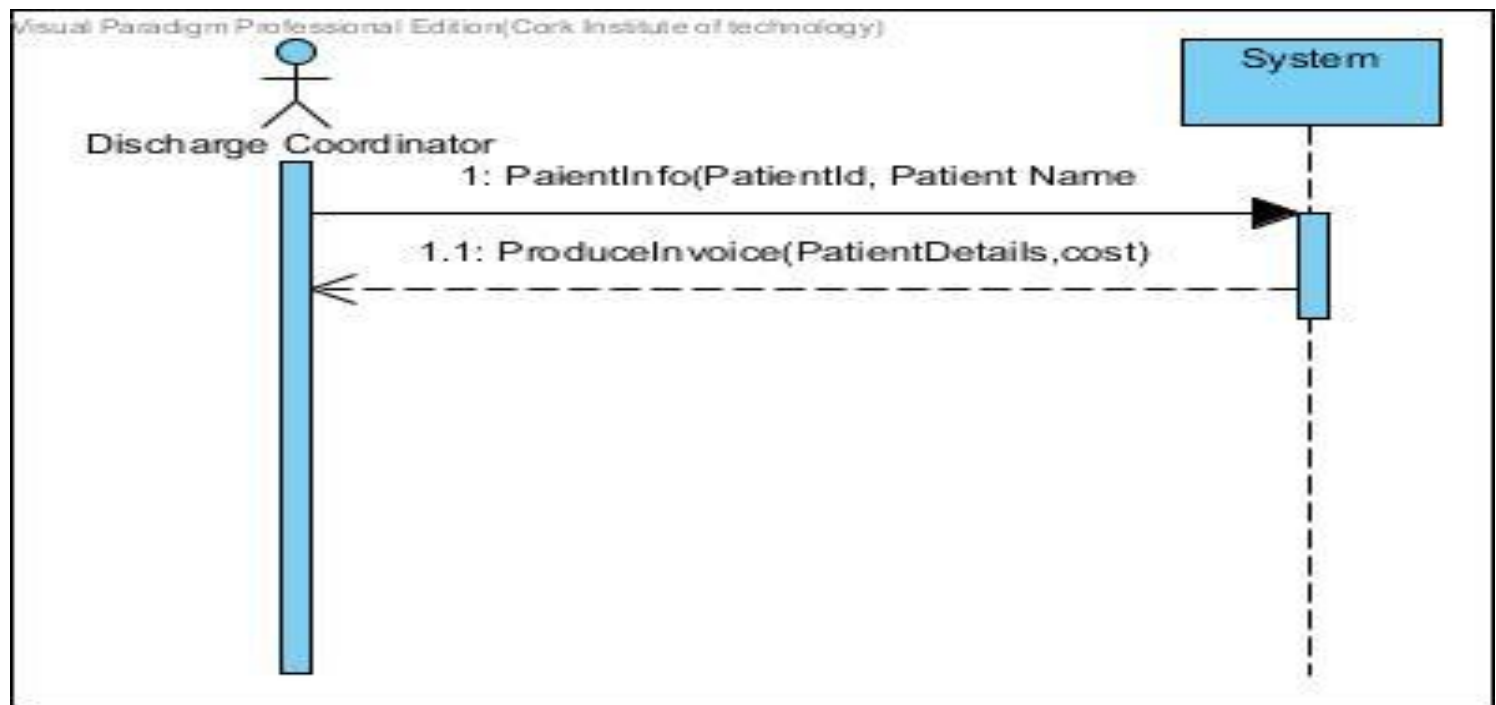 Visual Paradigm Professional Edition(Cork Institute of technology)
System
Discharge Coordinator
1: PaientInfo(PatientId, Patient Name
1.1: ProduceInvoice(PatientDetails,cost)